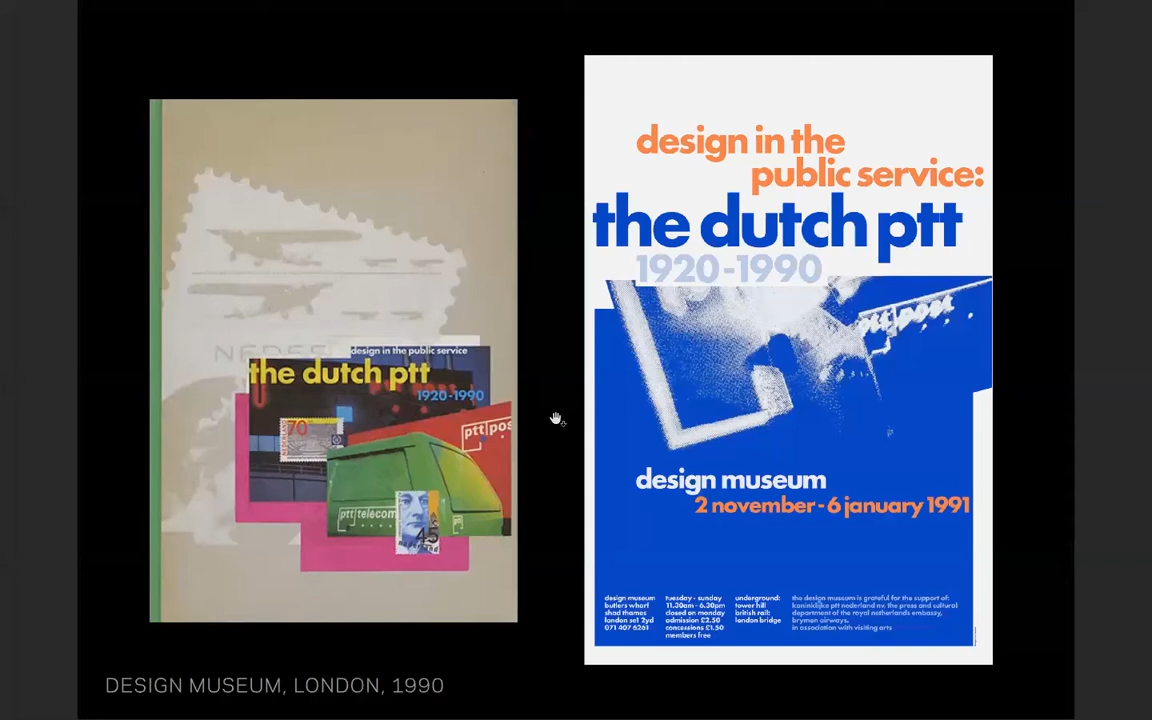 NEDER
design in the public service
the dutch ptt
1920-1990
70
ptt post
ptt telecom
45
design in the
public service:
the dutch ptt
1920-1990
ptt post
design museum
2 november - 6 january 1991
design museum
butlers wharf
shad thames
london se1 2yd
071 407 6261
tuesday - sunday
11.30am - 6.30pm
closed on monday
admission £2.50
concessions £1.50
members free
underground:
tower hill
british rail:
london bridge
the design museum is grateful for the support of:
koninklijke ptt nederland nv, the press and cultural
department of the royal netherlands embassy,
brymon airways.
in association with visiting arts
DESIGN MUSEUM, LONDON, 1990